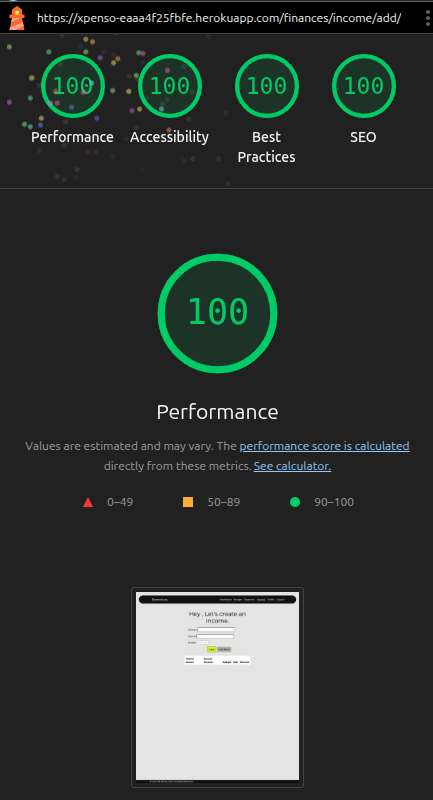 https://xpenso-eaaa4f25fbfe.herokuapp.com/finances/income/add/
100 100 100 100
Performance Accessibility Best Practices SEO
100
Performance
Values are estimated and may vary. The performance score is calculated
directly from these metrics. See calculator.
0–49 50–89 90–100
Hey , Let's create an
Income.